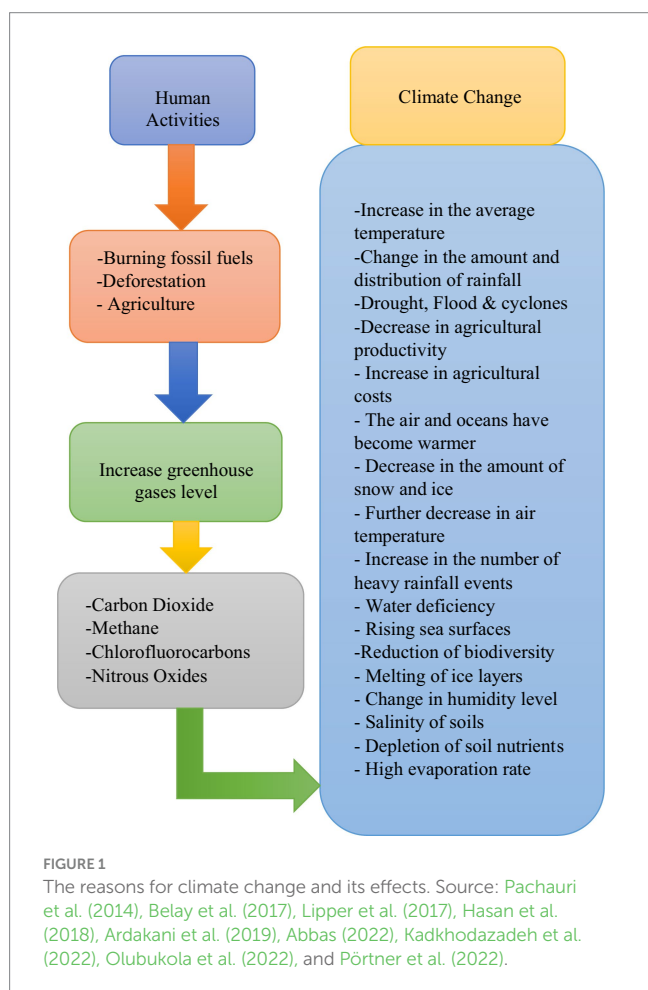 Human
Activities
-Burning fossil fuels
-Deforestation
- Agriculture
Increase greenhouse
gases level
-Carbon Dioxide
-Methane
-Chlorofluorocarbons
-Nitrous Oxides
Climate Change
-Increase in the average
temperature
-Change in the amount and
distribution of rainfall
-Drought, Flood & cyclones
-Decrease in agricultural
productivity
- Increase in agricultural
costs
- The air and oceans have
become warmer
- Decrease in the amount of
snow and ice
- Further decrease in air
temperature
- Increase in the number of
heavy rainfall events
- Water deficiency
- Rising sea surfaces
-Reduction of biodiversity
- Melting of ice layers
- Change in humidity level
- Salinity of soils
- Depletion of soil nutrients
- High evaporation rate
FIGURE 1
The reasons for climate change and its effects. Source: Pachauri
et al. (2014), Belay et al. (2017), Lipper et al. (2017), Hasan et al.
(2018), Ardakani et al. (2019), Abbas (2022), Kadkhodazadeh et al.
(2022), Olubukola et al. (2022), and Pörtner et al. (2022).